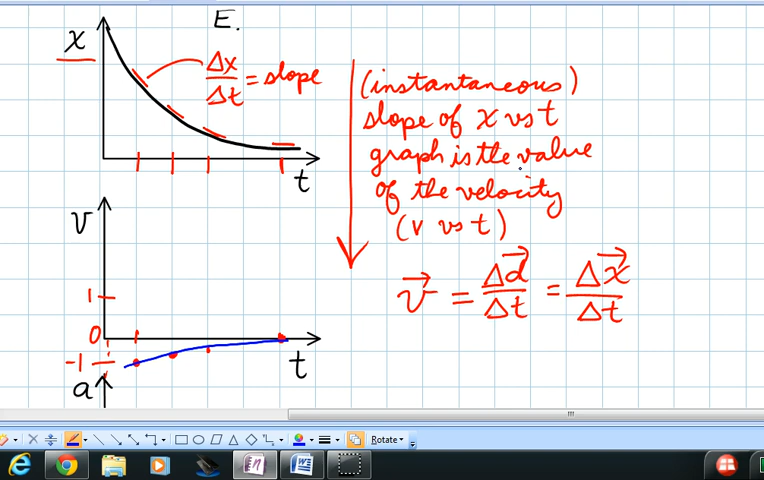 E.
x
Δx/Δt = slope
t
(instantaneous)
slope of x vs t
graph is the value
of the velocity
(v vs t)
v⃗ = Δd⃗/Δt = Δx⃗/Δt
v
1
0
-1
t
a
Rotate